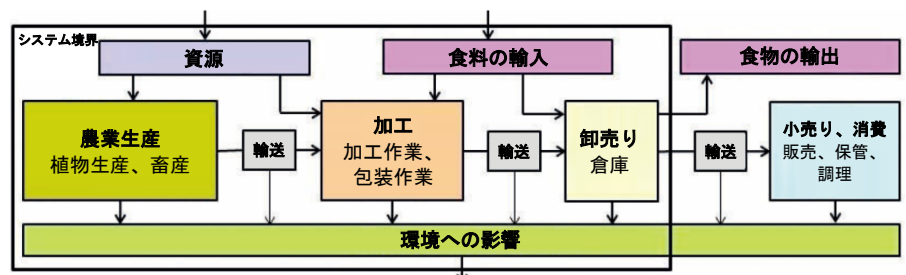 システム境界
資源
食料の輸入
食物の輸出
農業生産
植物生産、畜産
輸送
加工
加工作業、
包装作業
輸送
卸売り
倉庫
輸送
小売り、消費
販売、保管、
調理
環境への影響